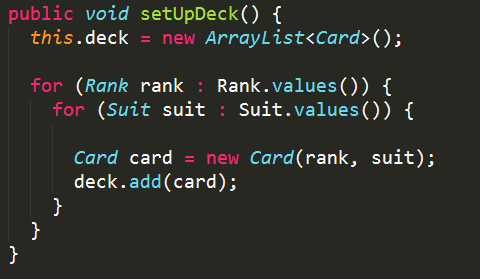 public void setUpDeck() {
  this.deck = new ArrayList<Card>();

  for (Rank rank : Rank.values()) {
    for (Suit suit : Suit.values()) {

      Card card = new Card(rank, suit);
      deck.add(card);
    }
  }
}